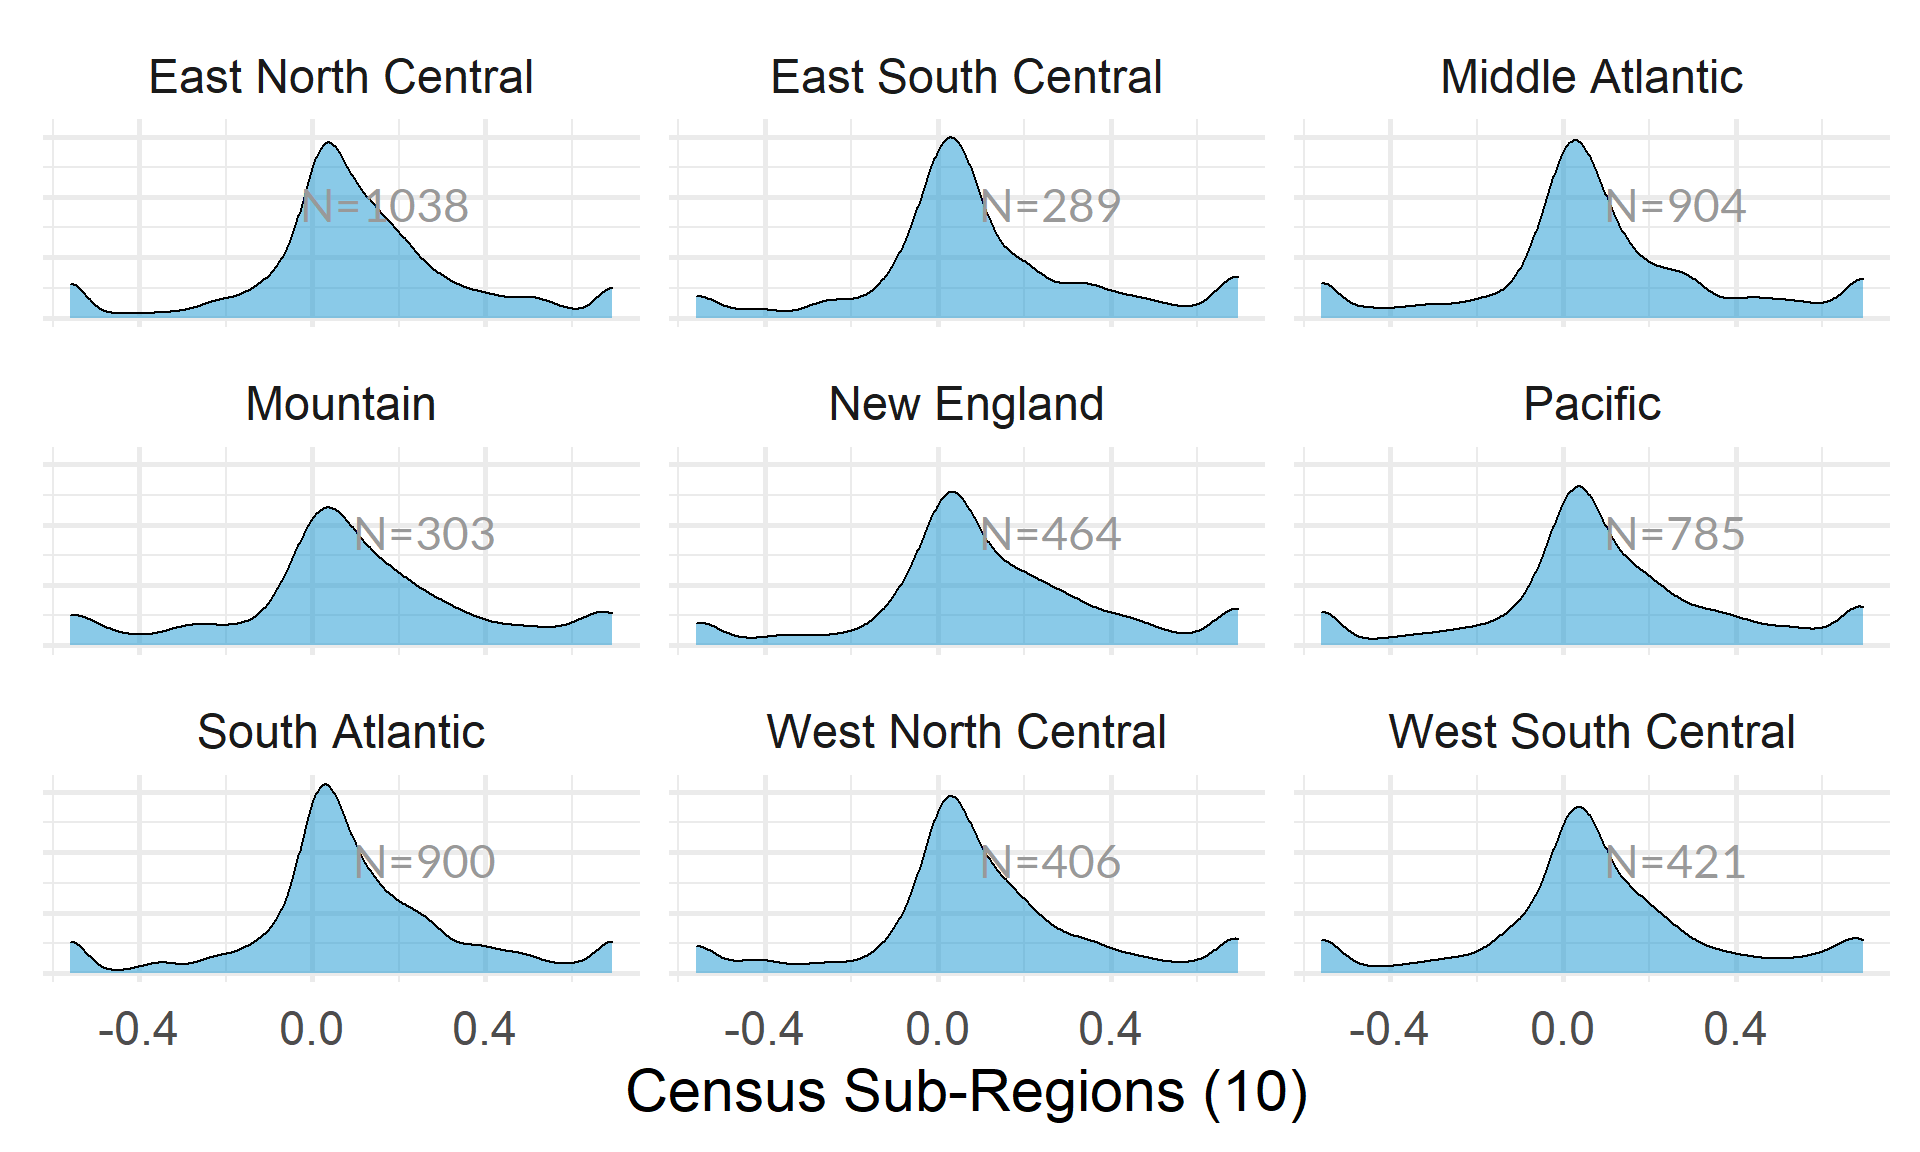 East North Central East South Central Middle Atlantic
N=1038 N=289 N=904
Mountain New England Pacific
N=303 N=464 N=785
South Atlantic West North Central West South Central
N=900 N=406 N=421
-0.4 0.0 0.4 -0.4 0.0 0.4 -0.4 0.0 0.4
Census Sub-Regions (10)